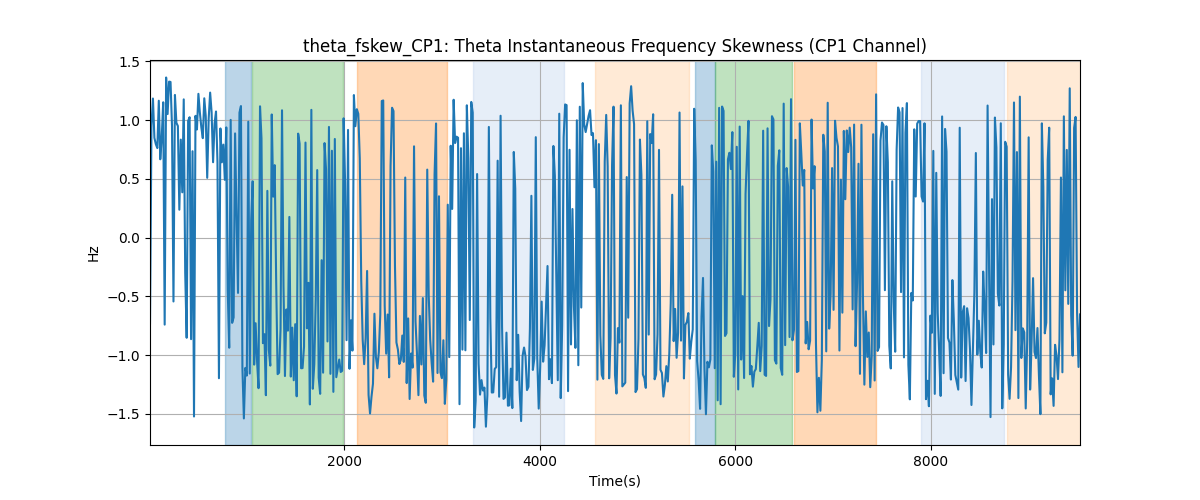 theta_fskew_CP1: Theta Instantaneous Frequency Skewness (CP1 Channel)
1.5
1.0
0.5
0.0
−0.5
−1.0
−1.5
Hz
2000 4000 6000 8000
Time(s)